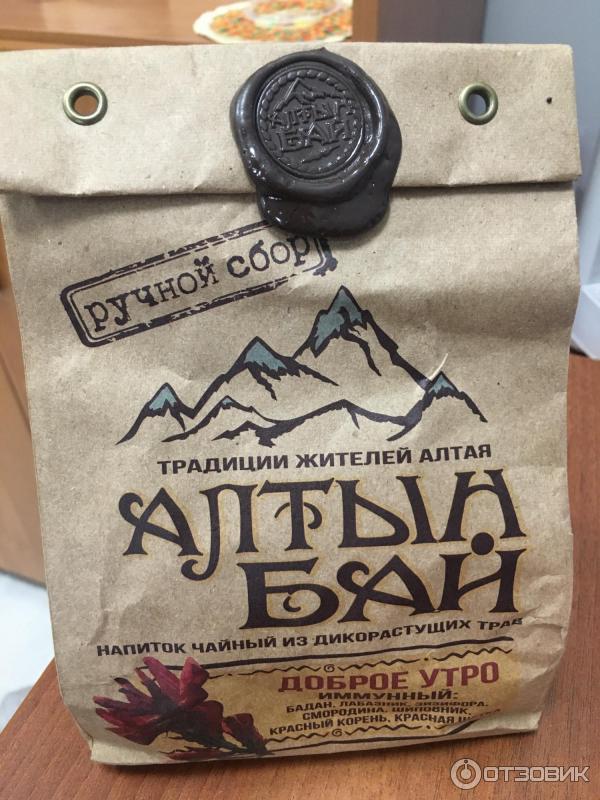 АЛТЫН
БАЙ
РУЧНОЙ СБОР
ТРАДИЦИИ ЖИТЕЛЕЙ АЛТАЯ
АЛТЫН
БАЙ
НАПИТОК ЧАЙНЫЙ ИЗ ДИКОРАСТУЩИХ ТРАВ
ДОБРОЕ УТРО
ИММУННЫЙ:
БАДАН, ЛАБАЗНИК, ЗИЗИФОРА,
СМОРОДИНА, ШИПОВНИК,
КРАСНЫЙ КОРЕНЬ, КРАСНАЯ
ОТЗОВИК